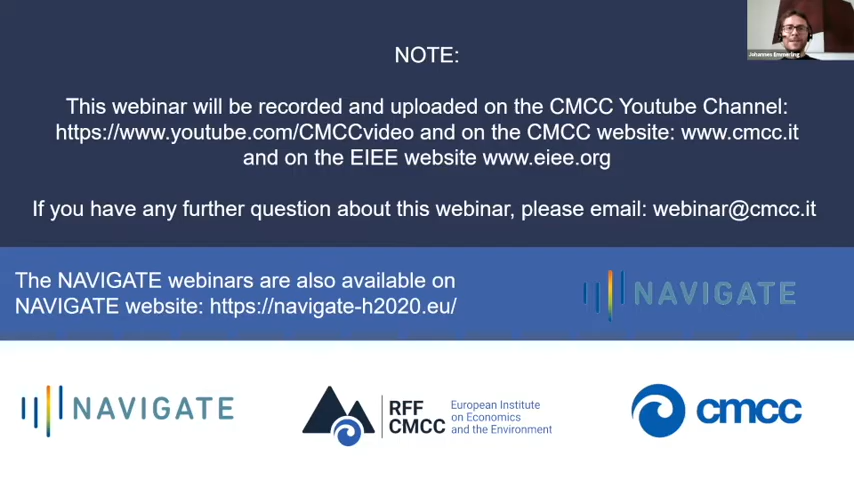 Johannes Emmerling
NOTE:
This webinar will be recorded and uploaded on the CMCC Youtube Channel:
https://www.youtube.com/CMCCvideo and on the CMCC website: www.cmcc.it
and on the EIEE website www.eiee.org
If you have any further question about this webinar, please email: webinar@cmcc.it
The NAVIGATE webinars are also available on
NAVIGATE website: https://navigate-h2020.eu/
NAVIGATE
NAVIGATE
RFF
CMCC
European Institute
on Economics
and the Environment
cmcc